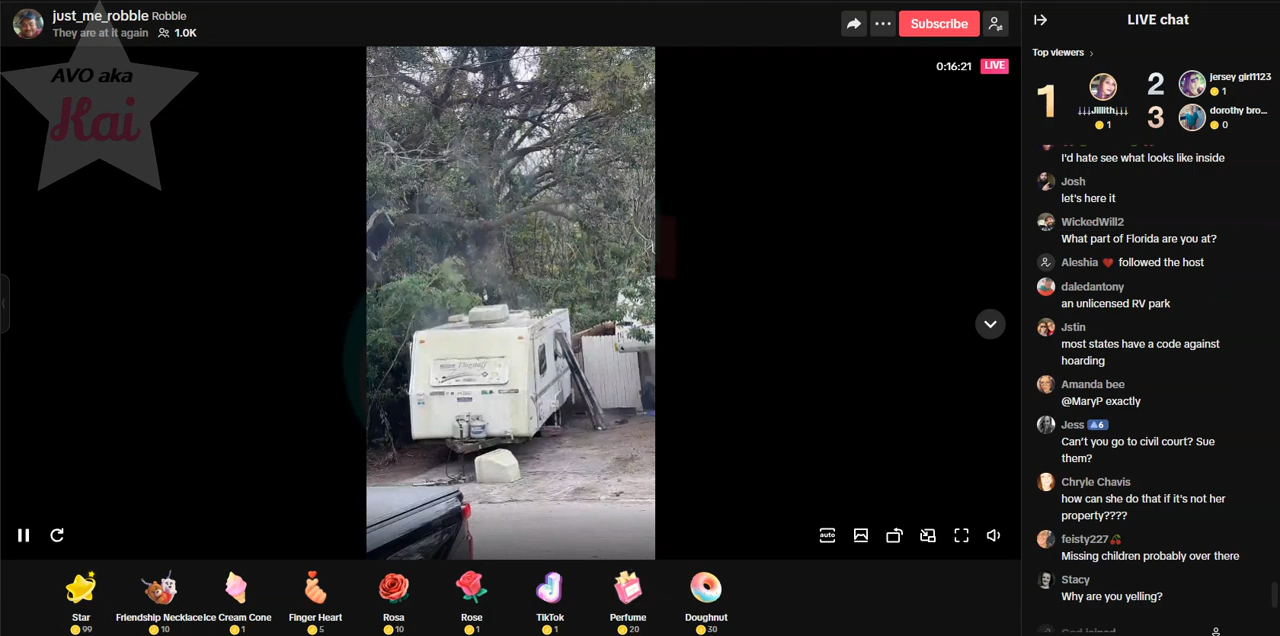 just_me_robble Robble
They are at it again 1.0K
AVO aka
Kai
Subscribe
0:16:21 LIVE
auto
Star
99
Friendship Necklace
10
Ice Cream Cone
1
Finger Heart
5
Rosa
10
Rose
1
TikTok
1
Perfume
20
Doughnut
30
LIVE chat
Top viewers
1
↓↓↓Jillith↓↓↓
1
2
jersey girl1123
1
3
dorothy bro...
0
I'd hate see what looks like inside
Josh
let's here it
WickedWill2
What part of Florida are you at?
Aleshia followed the host
daledantony
an unlicensed RV park
Jstin
most states have a code against
hoarding
Amanda bee
@MaryP exactly
Jess 6
Can't you go to civil court? Sue
them?
Chryle Chavis
how can she do that if it's not her
property????
feisty227
Missing children probably over there
Stacy
Why are you yelling?